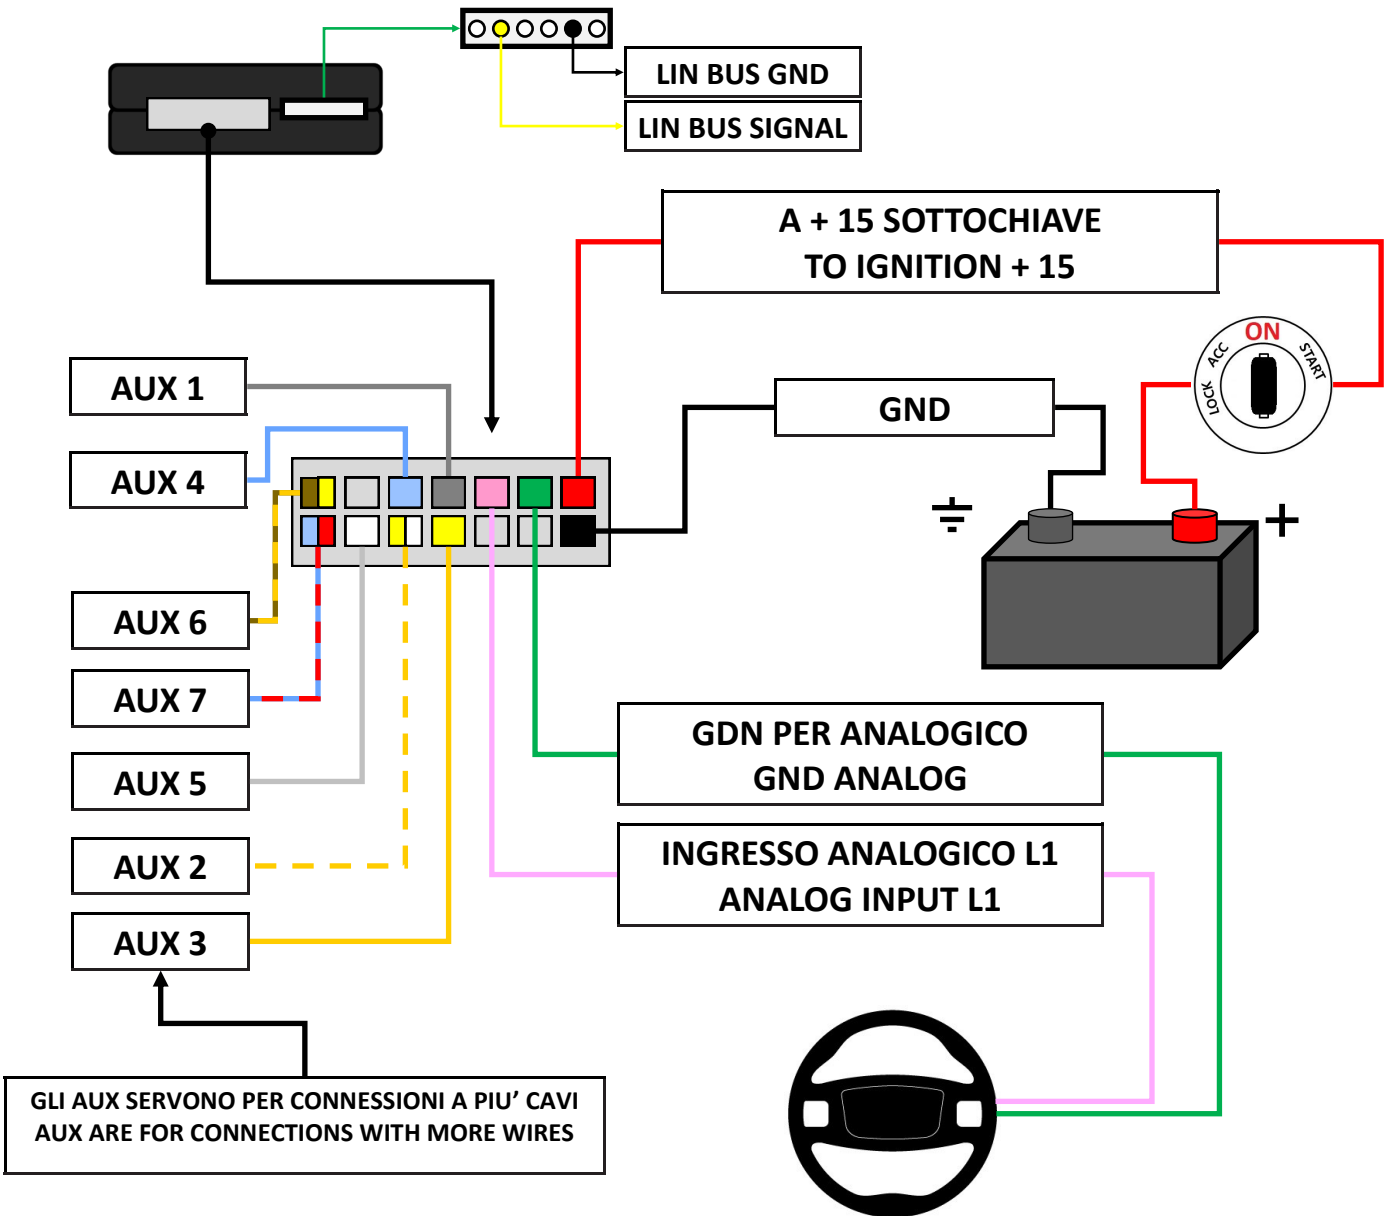 LIN BUS GND
LIN BUS SIGNAL
A + 15 SOTTOCHIAVE
TO IGNITION + 15
ON
ACC
START
LOCK
AUX 1
GND
AUX 4
+
AUX 6
AUX 7
GDN PER ANALOGICO
GND ANALOG
AUX 5
INGRESSO ANALOGICO L1
ANALOG INPUT L1
AUX 2
AUX 3
GLI AUX SERVONO PER CONNESSIONI A PIU’ CAVI
AUX ARE FOR CONNECTIONS WITH MORE WIRES